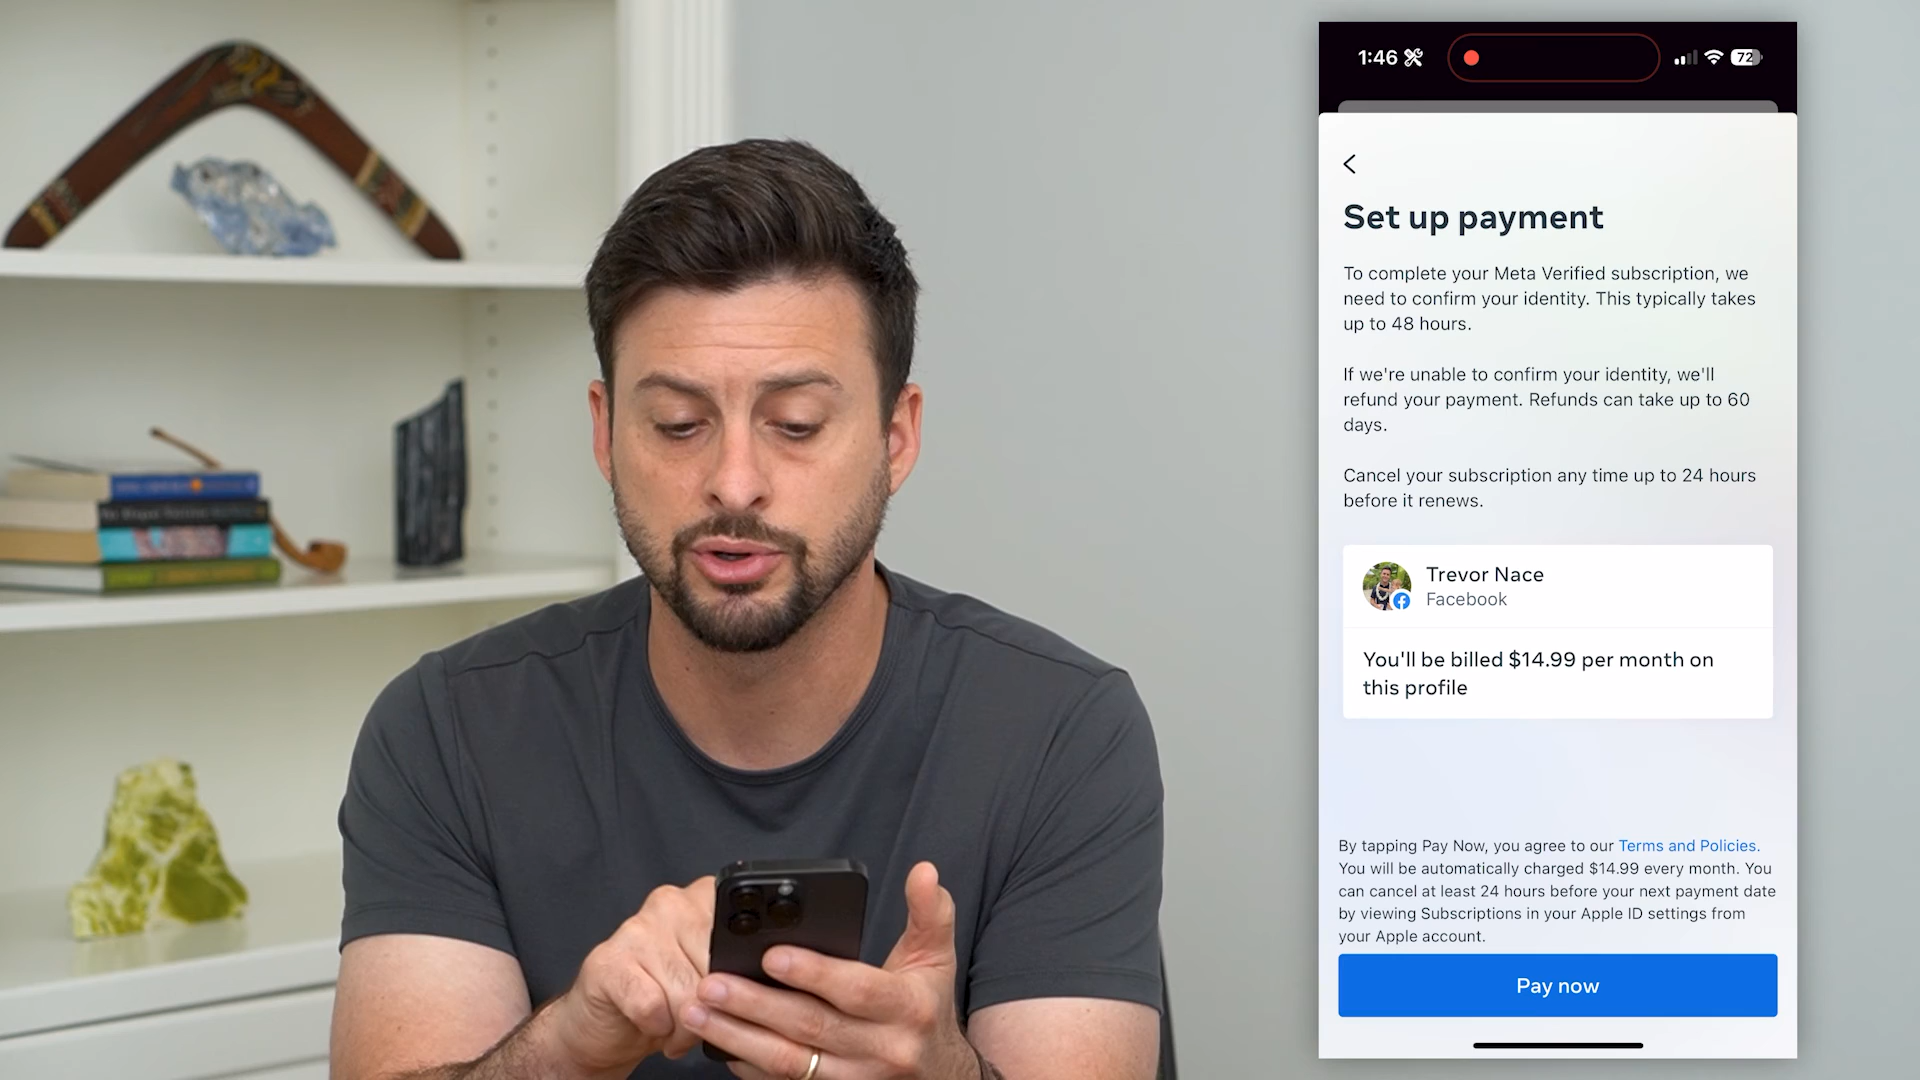 1:46
72
Set up payment
To complete your Meta Verified subscription, we
need to confirm your identity. This typically takes
up to 48 hours.
If we're unable to confirm your identity, we'll
refund your payment. Refunds can take up to 60
days.
Cancel your subscription any time up to 24 hours
before it renews.
Trevor Nace
Facebook
You'll be billed $14.99 per month on
this profile
By tapping Pay Now, you agree to our Terms and Policies.
You will be automatically charged $14.99 every month. You
can cancel at least 24 hours before your next payment date
by viewing Subscriptions in your Apple ID settings from
your Apple account.
Pay now